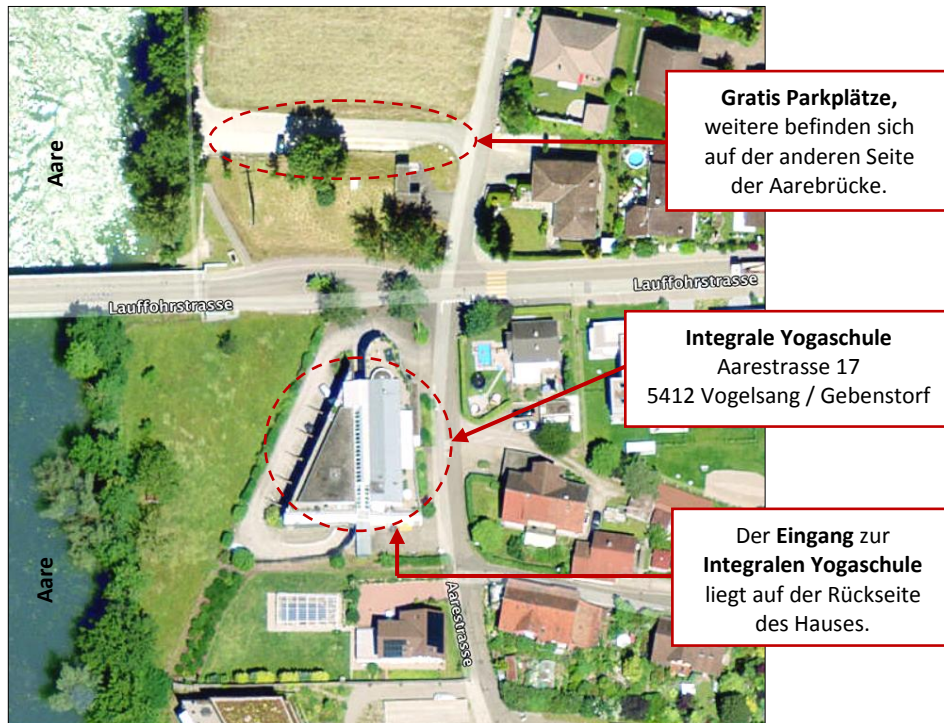 Gratis Parkplätze,
weitere befinden sich
auf der anderen Seite
der Aarebrücke.
Aare
Lauffohrstrasse
Lauffohrstrasse
Integrale Yogaschule
Aarestrasse 17
5412 Vogelsang / Gebenstorf
Der Eingang zur
Integralen Yogaschule
liegt auf der Rückseite
des Hauses.
Aare
Aarestrasse